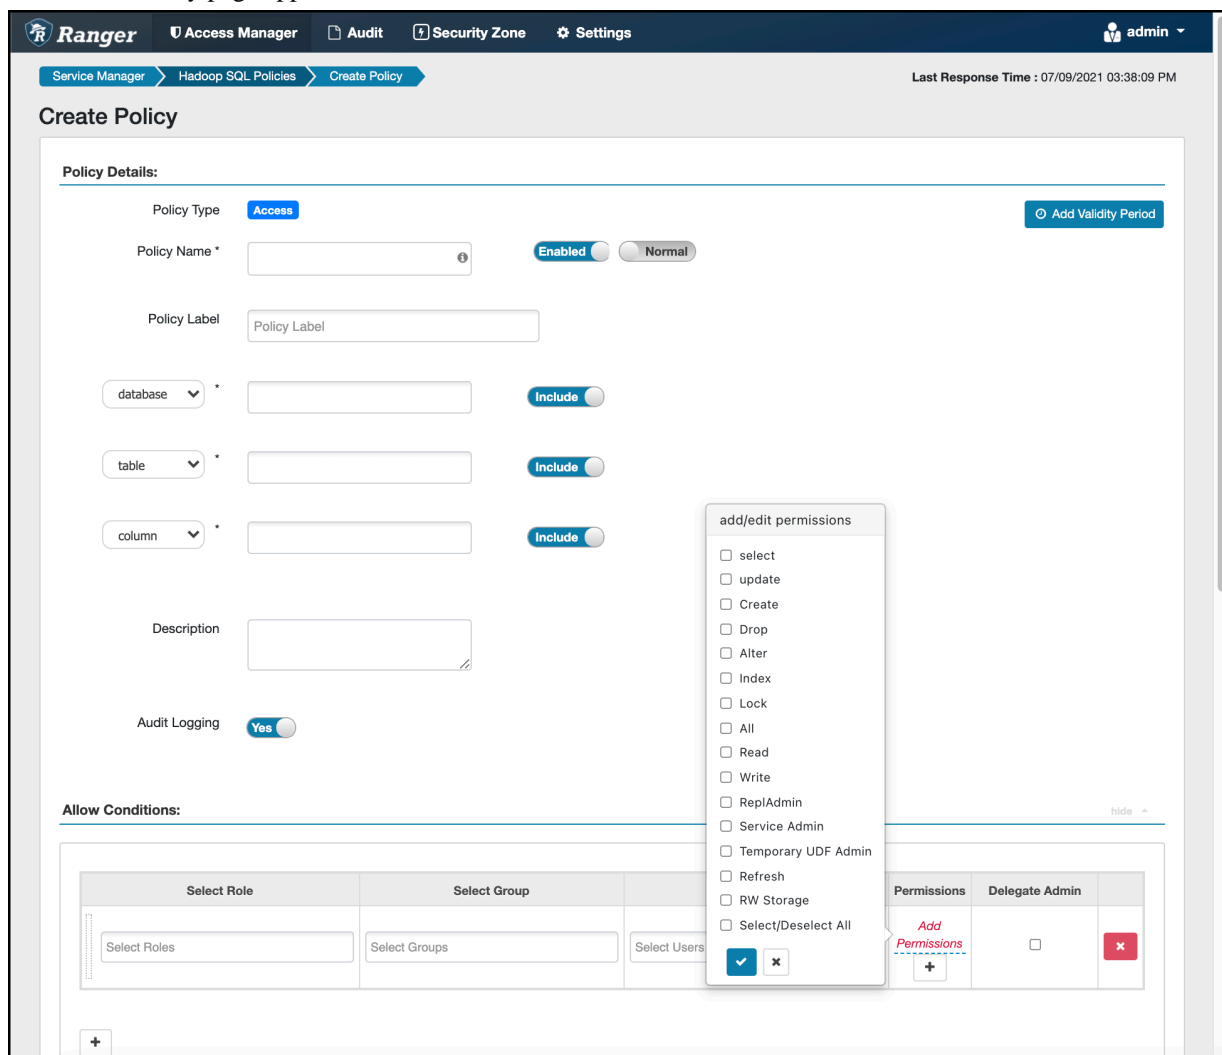 Ranger Access Manager Audit Security Zone Settings admin
Service Manager Hadoop SQL Policies Create Policy Last Response Time : 07/09/2021 03:38:09 PM
Create Policy
Policy Details:
Policy Type Access Add Validity Period
Policy Name * Enabled Normal
Policy Label Policy Label
database * Include
table * Include
column * Include
add/edit permissions
select
update
Create
Drop
Alter
Index
Lock
All
Read
Write
ReplAdmin
Service Admin
Temporary UDF Admin
Refresh
RW Storage
Select/Deselect All
Description
Audit Logging Yes
Allow Conditions: hide
Select Role Select Group Permissions Delegate Admin
Select Roles Select Groups Select Users Add
Permissions